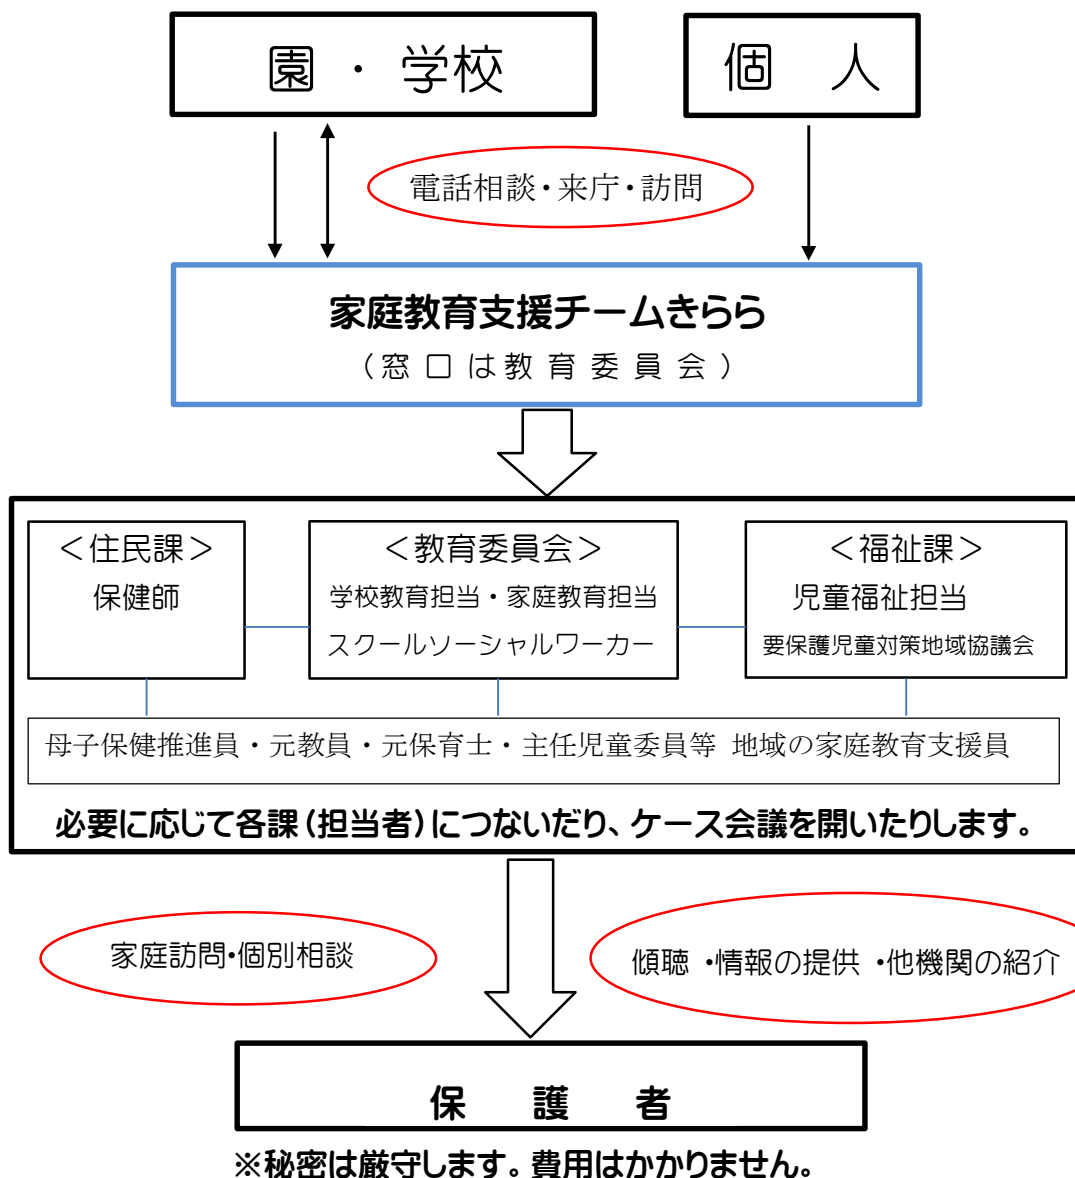 園・学校
個　人
電話相談・来庁・訪問
家庭教育支援チームきらら
（窓口は教育委員会）
＜住民課＞
保健師
＜教育委員会＞
学校教育担当・家庭教育担当
スクールソーシャルワーカー
＜福祉課＞
児童福祉担当
要保護児童対策地域協議会
母子保健推進員・元教員・元保育士・主任児童委員等 地域の家庭教育支援員
必要に応じて各課（担当者）につないだり、ケース会議を開いたりします。
家庭訪問・個別相談
傾聴 ・情報の提供 ・他機関の紹介
保　護　者
※秘密は厳守します。費用はかかりません。